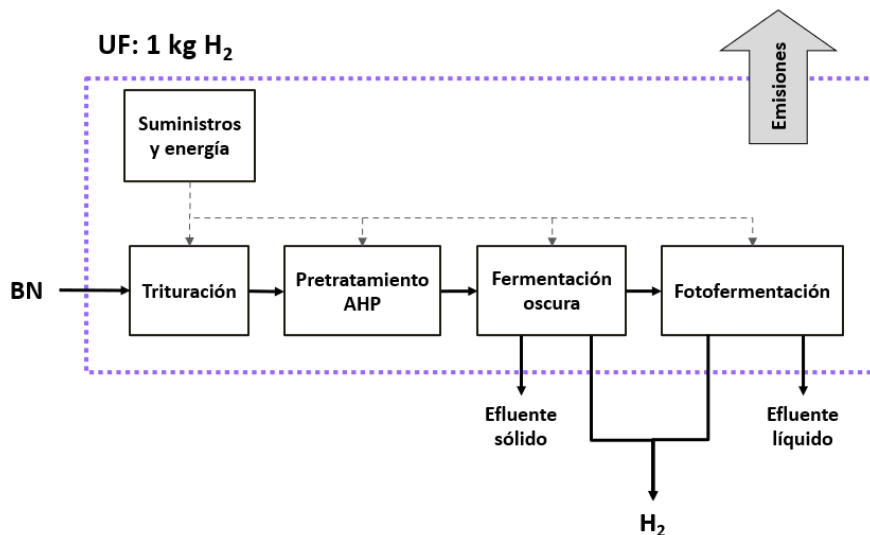 UF: 1 kg H₂
Emisiones
Suministros
y energía
BN
Trituración
Pretratamiento
AHP
Fermentación
oscura
Fotofermentación
Efluente
sólido
Efluente
líquido
H₂